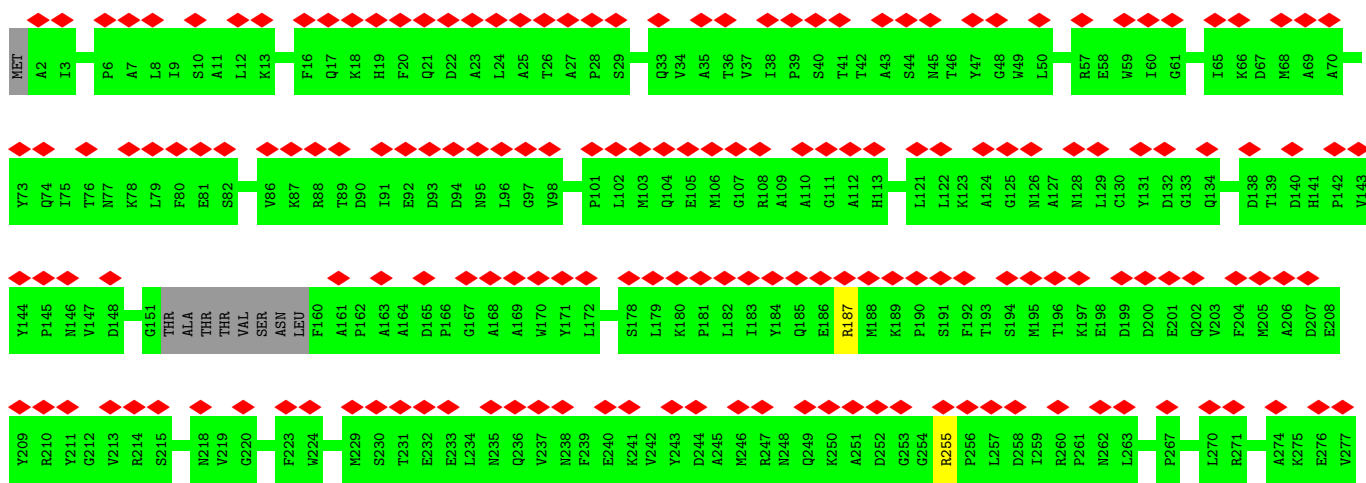 MET A2 I3 P6 A7 L8 I9 S10 A11 L12 K13 F16 Q17 K18 H19 F20 Q21 D22 A23 L24 A25 T26 A27 P28 S29 Q33 V34 A35 T36 V37 I38 P39 S40 T41 T42 A43 S44 N45 T46 Y47 G48 W49 L50 R57 E58 W59 I60 G61 I65 K66 D67 M68 A69 A70
Y73 Q74 I75 T76 N77 K78 L79 F80 E81 S82 V86 K87 R88 T89 D90 I91 E92 D93 D94 N95 L96 G97 V98 P101 L102 M103 Q104 E105 M106 G107 R108 A109 A110 G111 A112 H113 L121 L122 K123 A124 G125 N126 A127 N128 L129 C130 Y131 D132 G133 Q134 D138 T139 D140 H141 P142 V143
Y144 P145 N146 V147 D148 G151 THR ALA THR THR VAL SER ASN LEU F160 A161 P162 A163 A164 D165 P166 G167 A168 A169 W170 Y171 L172 S178 L179 K180 P181 L182 I183 Y184 Q185 E186 R187 M188 K189 P190 S191 F192 T193 S194 M195 T196 K197 E198 D199 D200 E201 Q202 V203 F204 M205 A206 D207 E208
Y209 R210 Y211 G212 V213 R214 S215 N218 V219 G220 F223 W224 M229 S230 T231 E232 E233 L234 N235 Q236 V237 N238 F239 E240 K241 V242 Y243 D244 A245 M246 R247 N248 Q249 K250 A251 D252 G253 G254 R255 P256 L257 D258 I259 R260 P261 N262 L263 P267 L270 R271 A274 K275 E276 V277